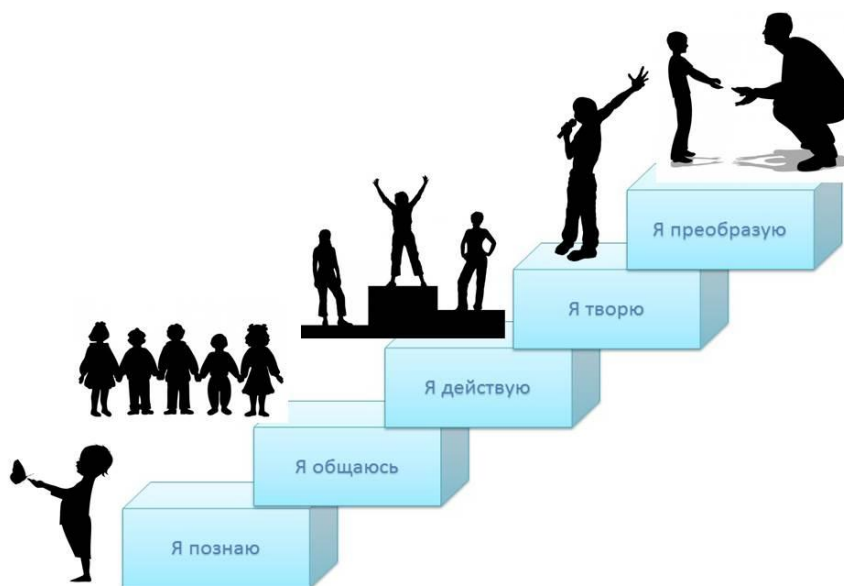 Я преобразую
Я творю
Я действую
Я общаюсь
Я познаю